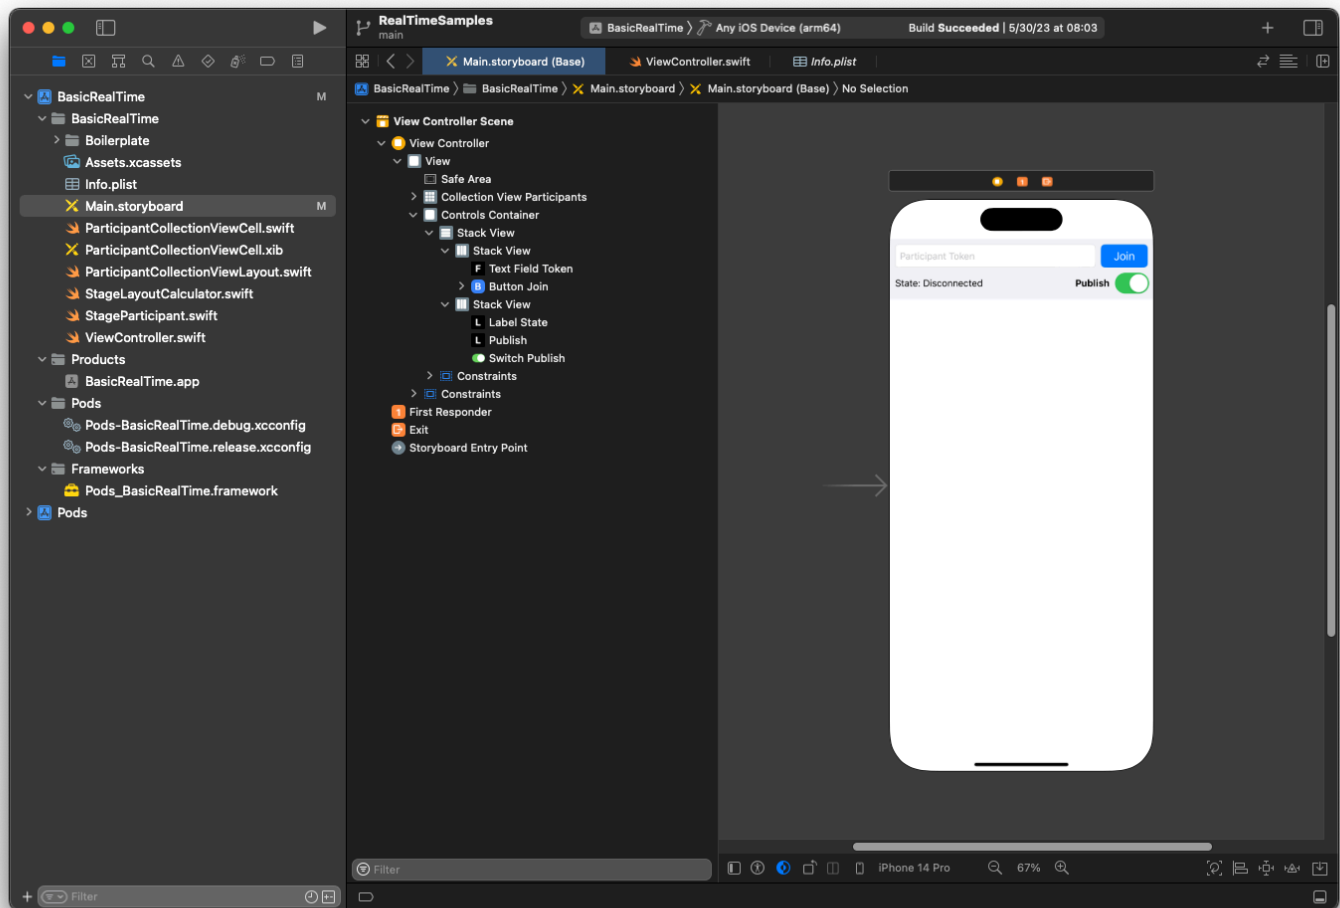 RealTimeSamples
main
BasicRealTime
Any iOS Device (arm64)
Build Succeeded | 5/30/23 at 08:03
Main.storyboard (Base)
ViewController.swift
Info.plist
BasicRealTime
BasicRealTime
Main.storyboard
Main.storyboard (Base)
No Selection
BasicRealTime M
BasicRealTime
Boilerplate
Assets.xcassets
Info.plist
Main.storyboard M
ParticipantCollectionViewCell.swift
ParticipantCollectionViewCell.xib
ParticipantCollectionViewLayout.swift
StageLayoutCalculator.swift
StageParticipant.swift
ViewController.swift
Products
BasicRealTime.app
Pods
Pods-BasicRealTime.debug.xcconfig
Pods-BasicRealTime.release.xcconfig
Frameworks
Pods_BasicRealTime.framework
Pods
Filter
View Controller Scene
View Controller
View
Safe Area
Collection View Participants
Controls Container
Stack View
Stack View
F Text Field Token
B Button Join
Stack View
L Label State
L Publish
Switch Publish
Constraints
Constraints
1 First Responder
Exit
Storyboard Entry Point
Filter
1
Participant Token
Join
State: Disconnected
Publish
iPhone 14 Pro
67%